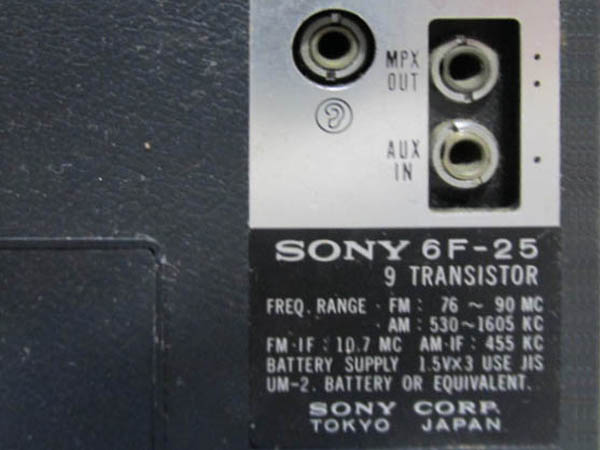 MPX
OUT
AUX
IN
SONY 6F-25
9 TRANSISTOR
FREQ. RANGE · FM : 76 ~ 90 MC
· AM : 530~1605 KC
FM·IF : 10.7 MC AM·IF : 455 KC
BATTERY SUPPLY 1.5V×3 USE JIS
UM-2. BATTERY OR EQUIVALENT.
SONY CORP.
TOKYO JAPAN